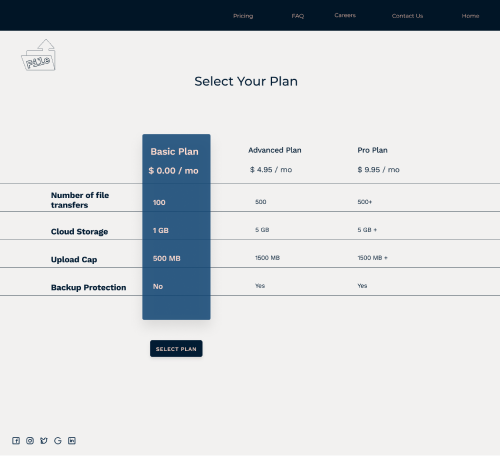 Pricing FAQ Careers Contact Us Home
File
Select Your Plan
Basic Plan Advanced Plan Pro Plan
$ 0.00 / mo $ 4.95 / mo $ 9.95 / mo
Number of file
transfers 100 500 500+
Cloud Storage 1 GB 5 GB 5 GB +
Upload Cap 500 MB 1500 MB 1500 MB +
Backup Protection No Yes Yes
SELECT PLAN